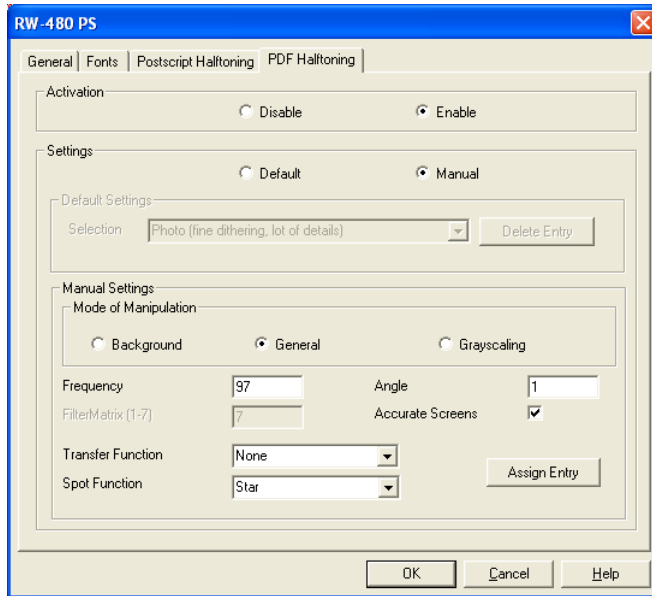 RW-480 PS
General Fonts Postscript Halftoning PDF Halftoning
Activation
Disable Enable
Settings
Default Manual
Default Settings
Selection Photo (fine dithering, lot of details) Delete Entry
Manual Settings
Mode of Manipulation
Background General Grayscaling
Frequency 97 Angle 1
FilterMatrix (1-7) 7 Accurate Screens
Transfer Function None
Assign Entry
Spot Function Star
OK Cancel Help